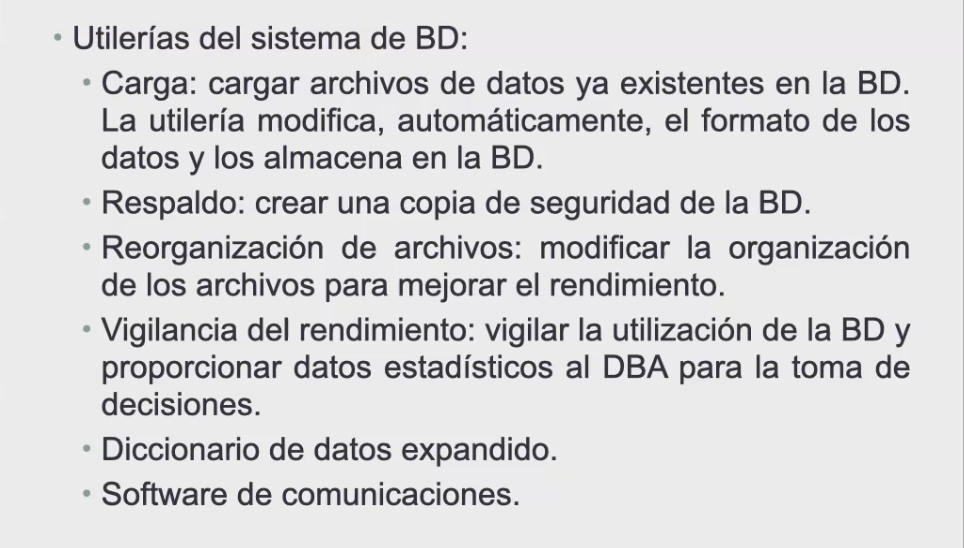 • Utilerías del sistema de BD:
• Carga: cargar archivos de datos ya existentes en la BD.
La utilería modifica, automáticamente, el formato de los
datos y los almacena en la BD.
• Respaldo: crear una copia de seguridad de la BD.
• Reorganización de archivos: modificar la organización
de los archivos para mejorar el rendimiento.
• Vigilancia del rendimiento: vigilar la utilización de la BD y
proporcionar datos estadísticos al DBA para la toma de
decisiones.
• Diccionario de datos expandido.
• Software de comunicaciones.